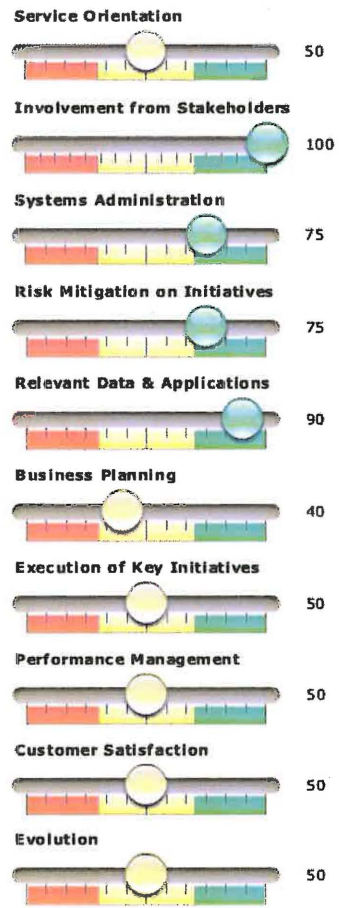 Service Orientation
50
Involvement from Stakeholders
100
Systems Administration
75
Risk Mitigation on Initiatives
75
Relevant Data & Applications
90
Business Planning
40
Execution of Key Initiatives
50
Performance Management
50
Customer Satisfaction
50
Evolution
50